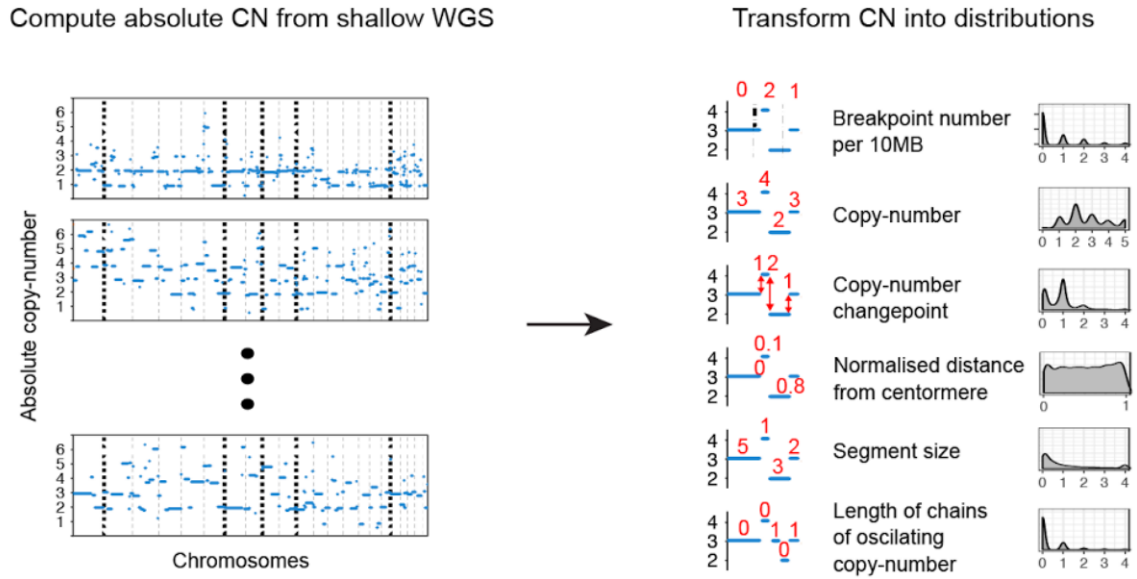 Compute absolute CN from shallow WGS
Transform CN into distributions
Absolute copy-number
6
5
4
3
2
1
6
5
4
3
2
1
6
5
4
3
2
1
Chromosomes
0 2 1
4
3
2
Breakpoint number
per 10MB
0 1 2 3 4
4
3 3
4
3
2
2
Copy-number
0 1 2 3 4 5
12
1
4
3
2
Copy-number
changepoint
0 1 2 3 4
0.1
0
0.8
4
3
2
Normalised distance
from centormere
0 1
1
5 2
3
4
3
2
Segment size
0 1 2 3 4
0
0 1 1
0
4
3
2
Length of chains
of oscilating
copy-number
0 1 2 3 4